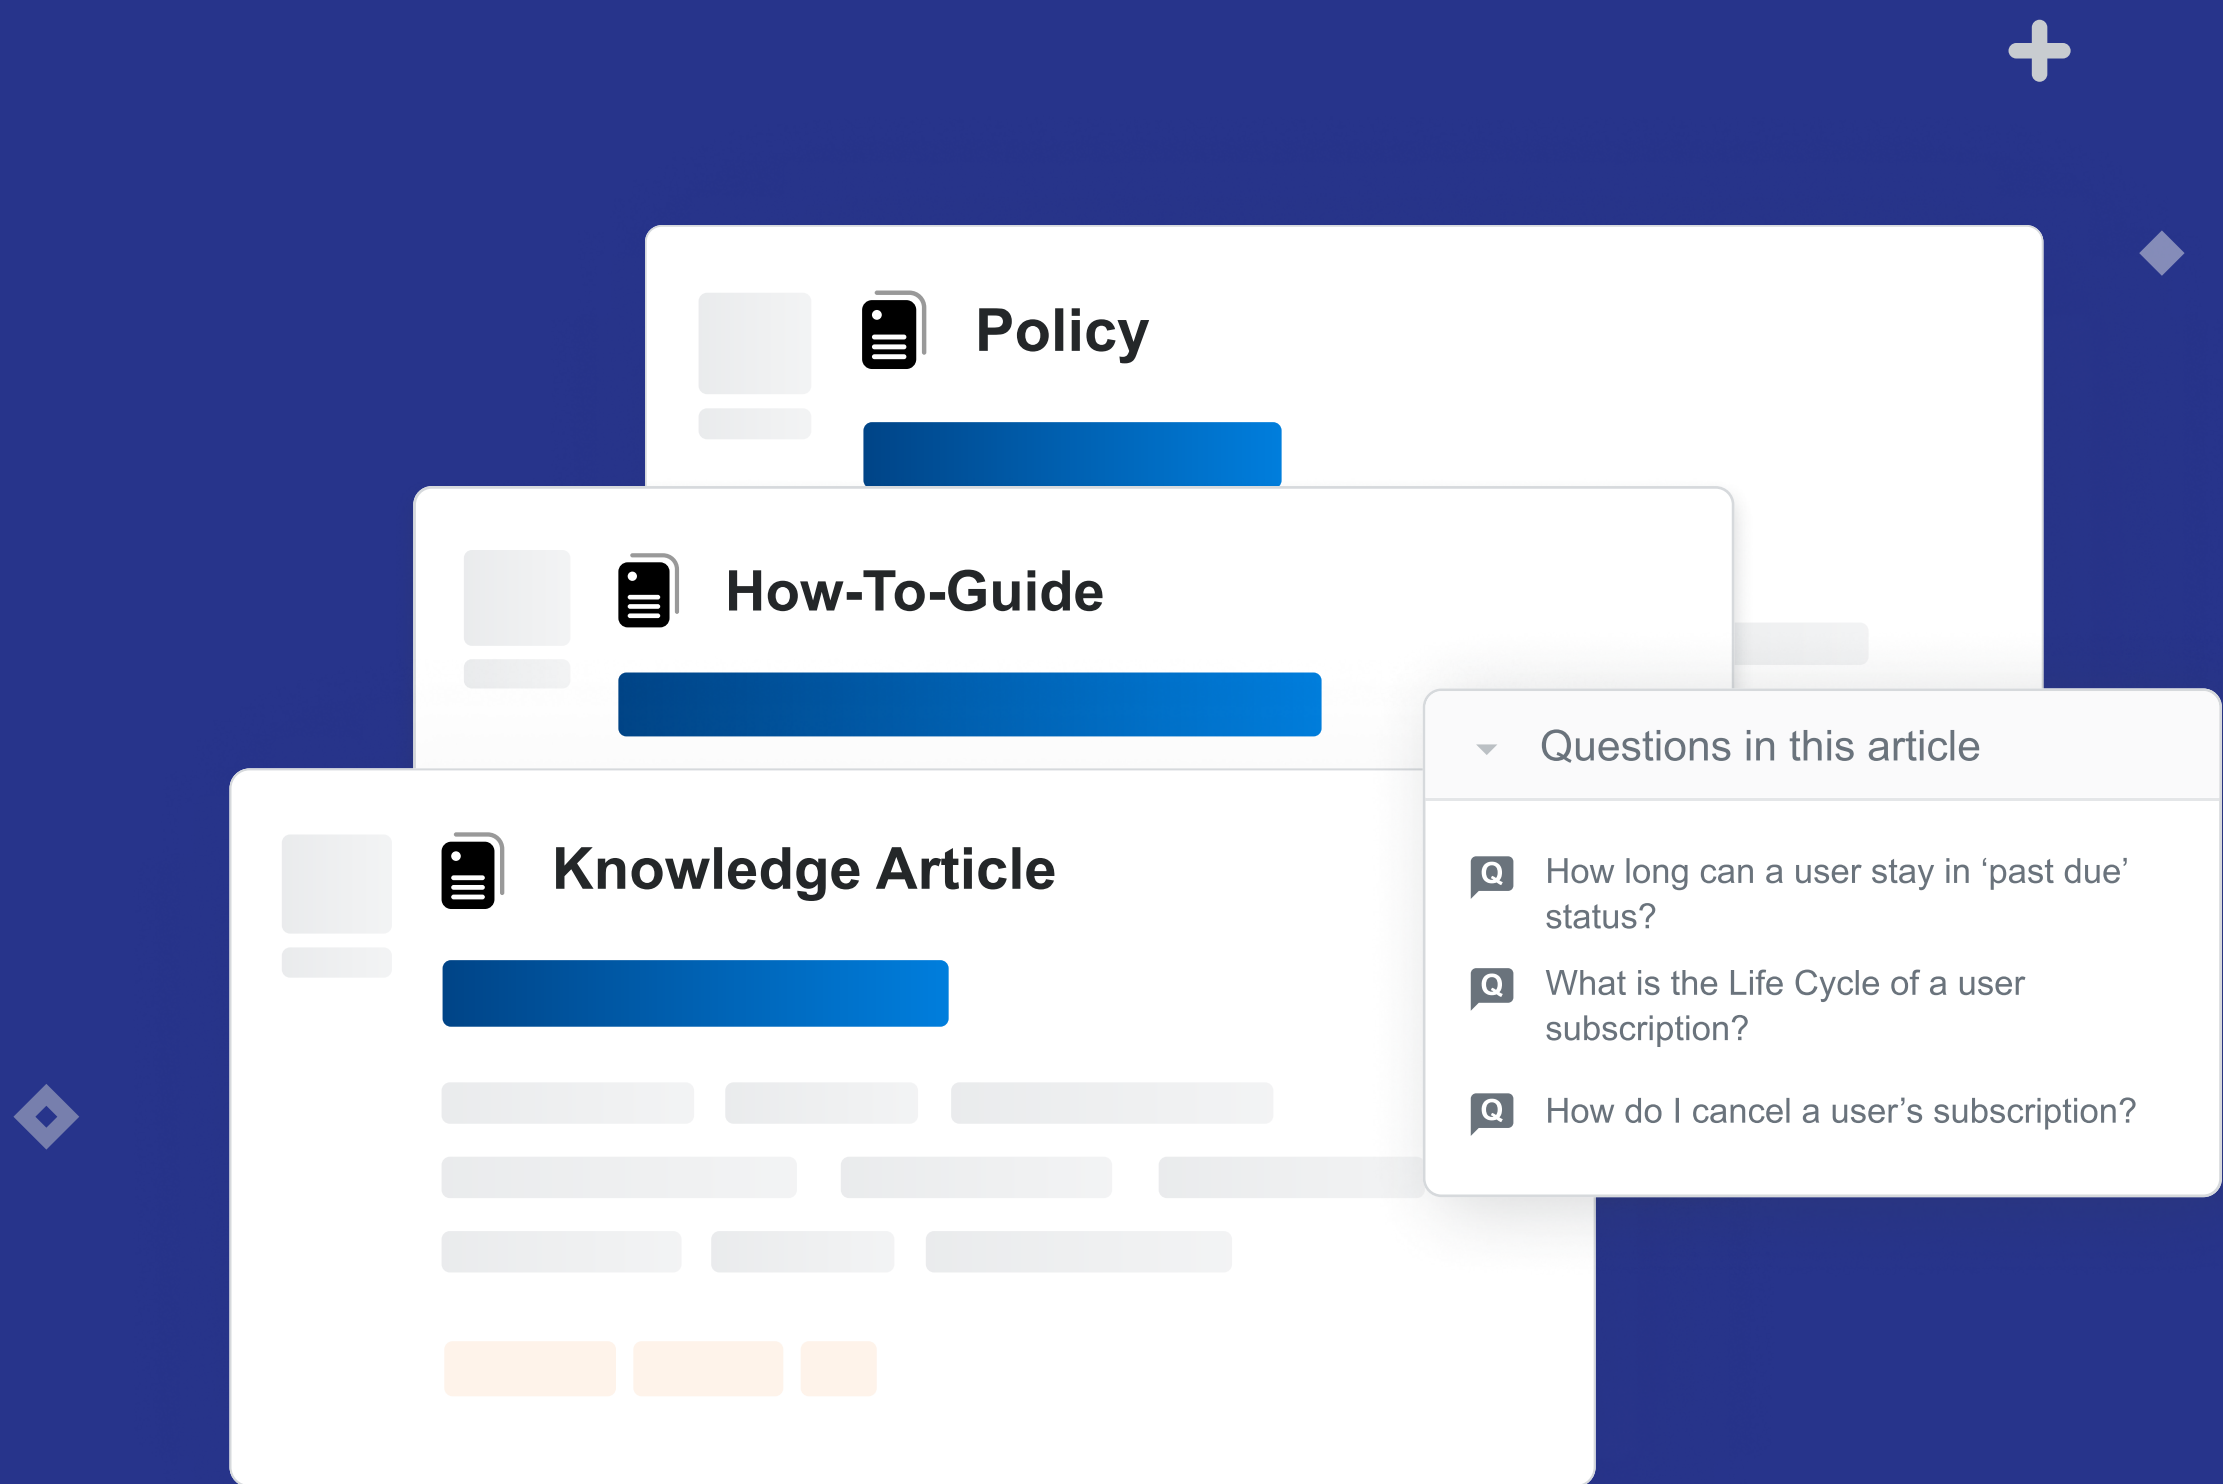 Policy
How-To-Guide
Questions in this article
Knowledge Article
Q How long can a user stay in ‘past due’
status?
Q What is the Life Cycle of a user
subscription?
Q How do I cancel a user’s subscription?